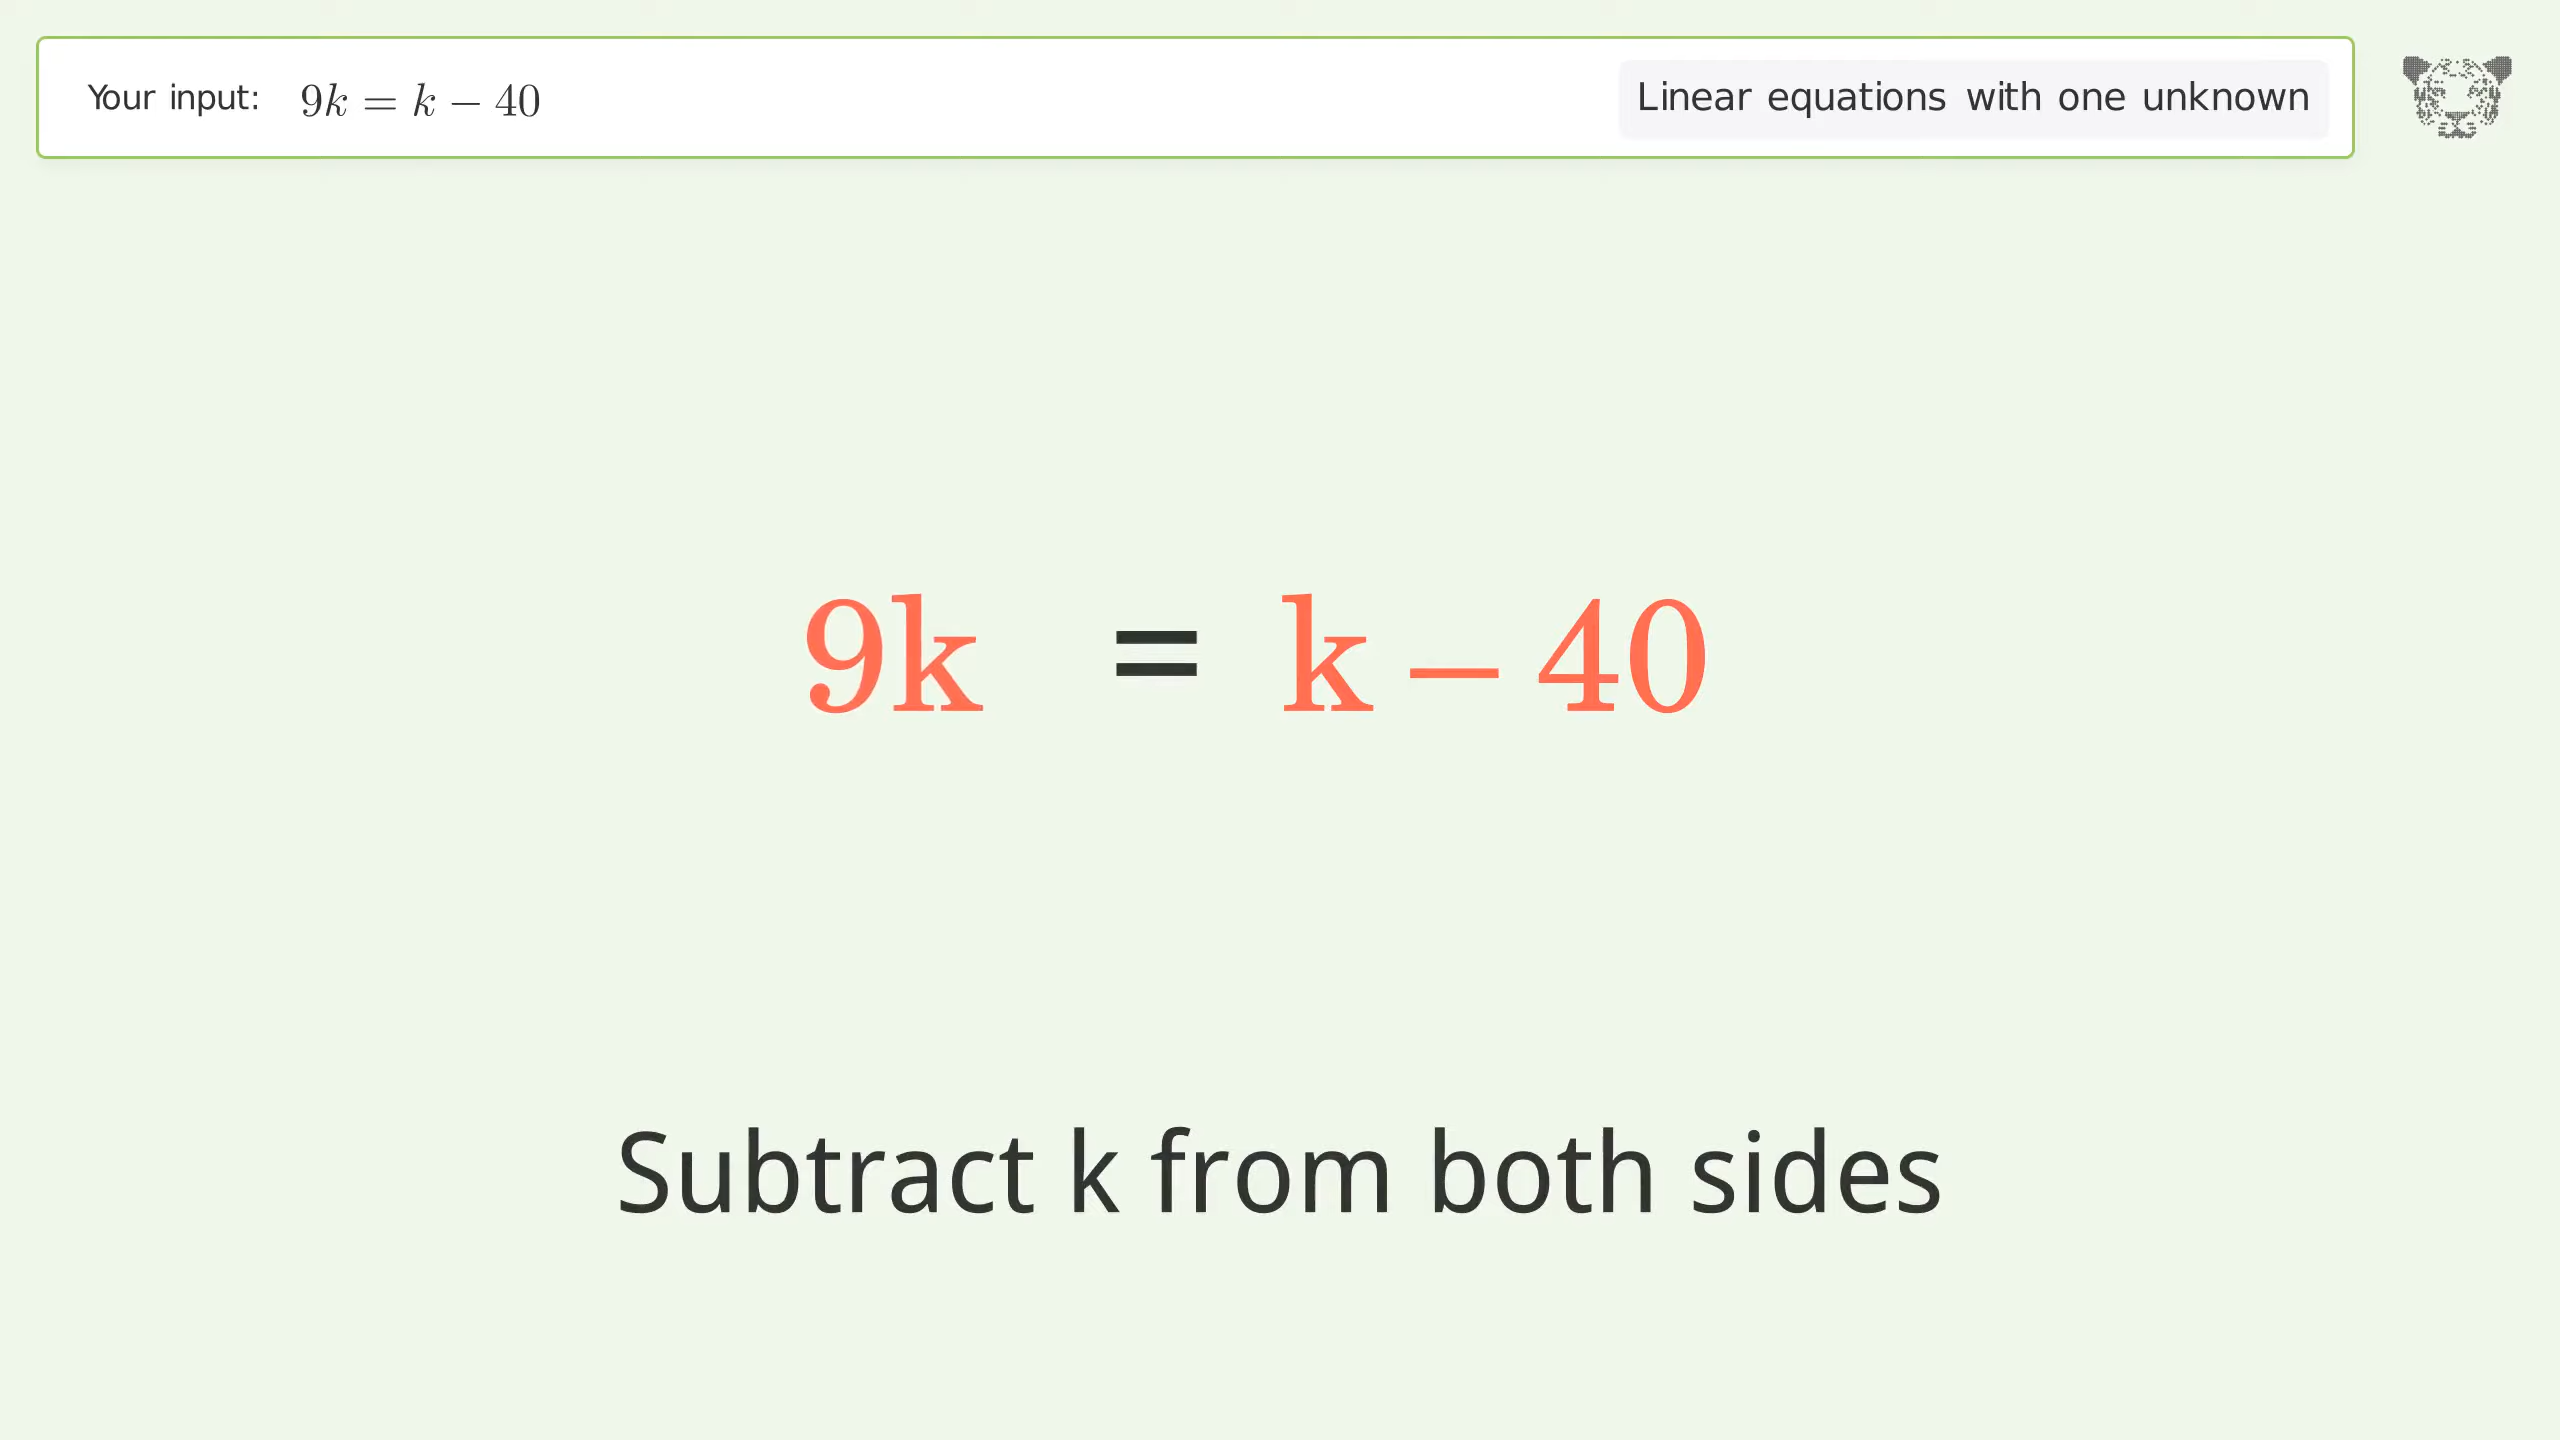 Your input: 9k = k − 40
Linear equations with one unknown
9k = k − 40
Subtract k from both sides